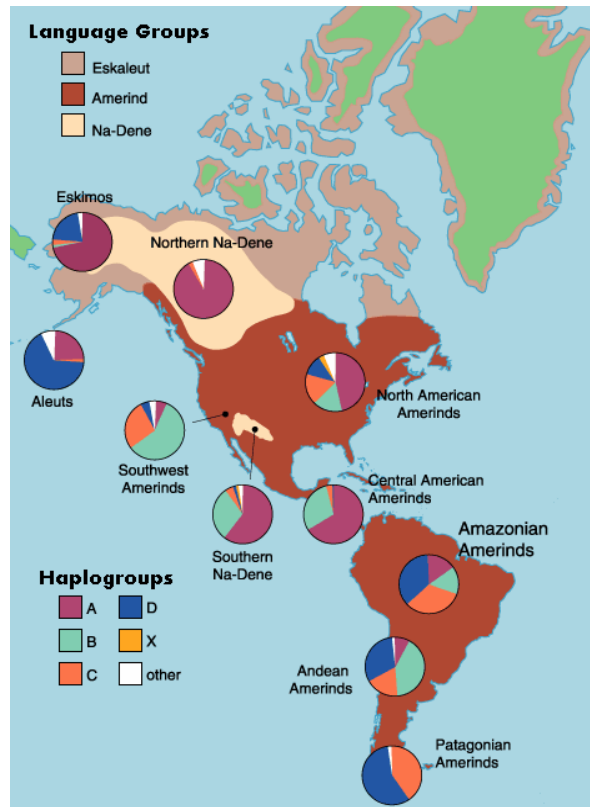 Language Groups
Eskaleut
Amerind
Na-Dene
Eskimos
Northern Na-Dene
Aleuts
North American
Amerinds
Southwest
Amerinds
Central American
Amerinds
Southern
Na-Dene
Amazonian
Amerinds
Haplogroups
A
D
B
X
C
other
Andean
Amerinds
Patagonian
Amerinds